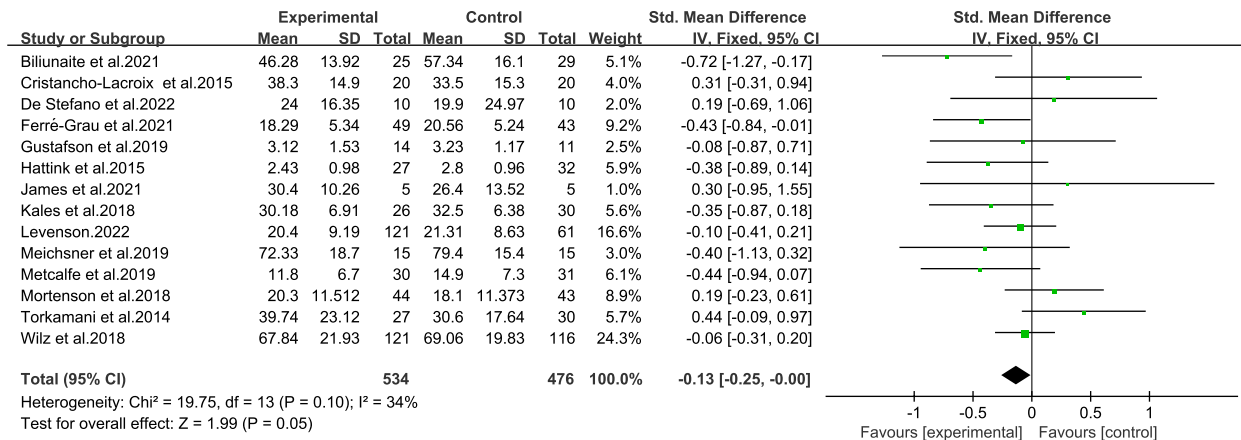 Experimental Control Std. Mean Difference Std. Mean Difference
Study or Subgroup Mean SD Total Mean SD Total Weight IV, Fixed, 95% CI IV, Fixed, 95% CI
Biliunaite et al.2021 46.28 13.92 25 57.34 16.1 29 5.1% -0.72 [-1.27, -0.17]
Cristancho-Lacroix et al.2015 38.3 14.9 20 33.5 15.3 20 4.0% 0.31 [-0.31, 0.94]
De Stefano et al.2022 24 16.35 10 19.9 24.97 10 2.0% 0.19 [-0.69, 1.06]
Ferré-Grau et al.2021 18.29 5.34 49 20.56 5.24 43 9.2% -0.43 [-0.84, -0.01]
Gustafson et al.2019 3.12 1.53 14 3.23 1.17 11 2.5% -0.08 [-0.87, 0.71]
Hattink et al.2015 2.43 0.98 27 2.8 0.96 32 5.9% -0.38 [-0.89, 0.14]
James et al.2021 30.4 10.26 5 26.4 13.52 5 1.0% 0.30 [-0.95, 1.55]
Kales et al.2018 30.18 6.91 26 32.5 6.38 30 5.6% -0.35 [-0.87, 0.18]
Levenson.2022 20.4 9.19 121 21.31 8.63 61 16.6% -0.10 [-0.41, 0.21]
Meichsner et al.2019 72.33 18.7 15 79.4 15.4 15 3.0% -0.40 [-1.13, 0.32]
Metcalfe et al.2019 11.8 6.7 30 14.9 7.3 31 6.1% -0.44 [-0.94, 0.07]
Mortenson et al.2018 20.3 11.512 44 18.1 11.373 43 8.9% 0.19 [-0.23, 0.61]
Torkamani et al.2014 39.74 23.12 27 30.6 17.64 30 5.7% 0.44 [-0.09, 0.97]
Wilz et al.2018 67.84 21.93 121 69.06 19.83 116 24.3% -0.06 [-0.31, 0.20]
Total (95% CI) 534 476 100.0% -0.13 [-0.25, -0.00]
Heterogeneity: Chi² = 19.75, df = 13 (P = 0.10); I² = 34%
Test for overall effect: Z = 1.99 (P = 0.05)
-1 -0.5 0 0.5 1
Favours [experimental] Favours [control]